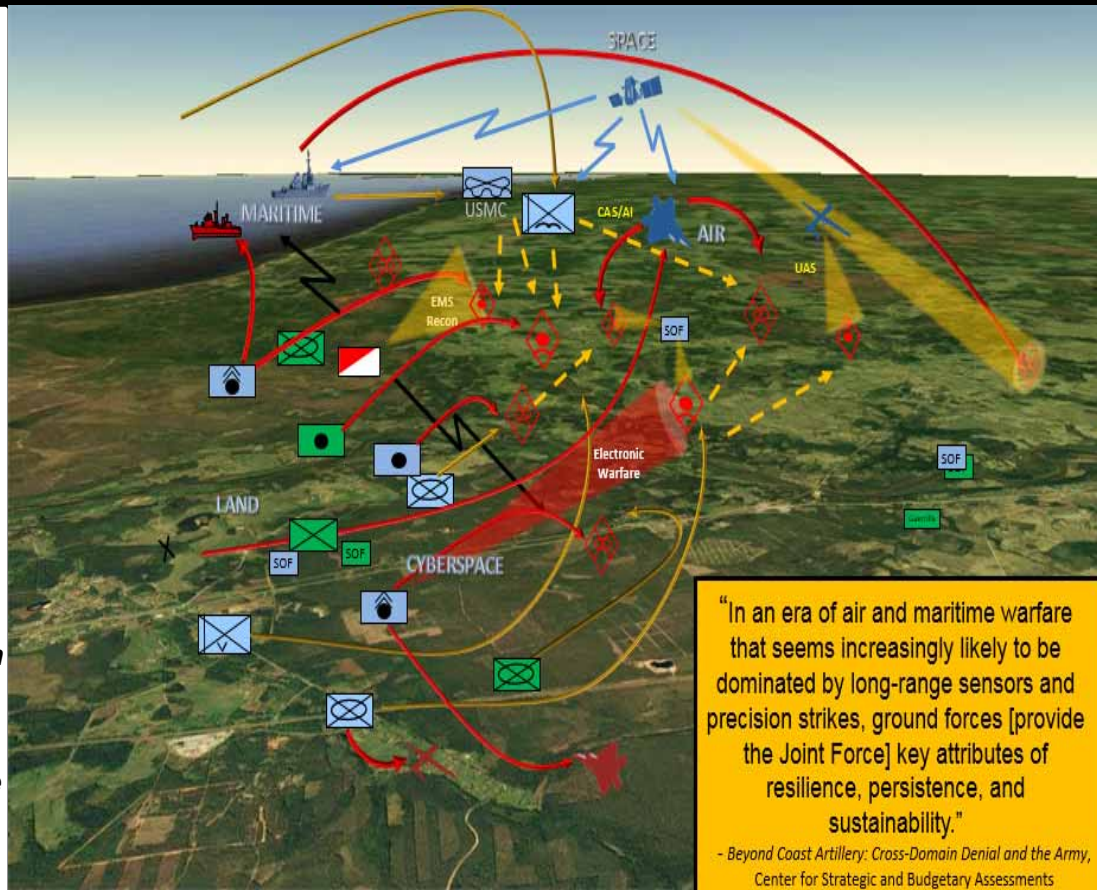 SPACE
MARITIME
USMC
CAS/AI
AIR
UAS
EMS
Recon
SOF
SOF
LAND
Electronic
Warfare
SOF
SOF
CYBERSPACE
“In an era of air and maritime warfare
that seems increasingly likely to be
dominated by long-range sensors and
precision strikes, ground forces [provide
the Joint Force] key attributes of
resilience, persistence, and
sustainability.”
- Beyond Coast Artillery: Cross-Domain Denial and the Army,
Center for Strategic and Budgetary Assessments